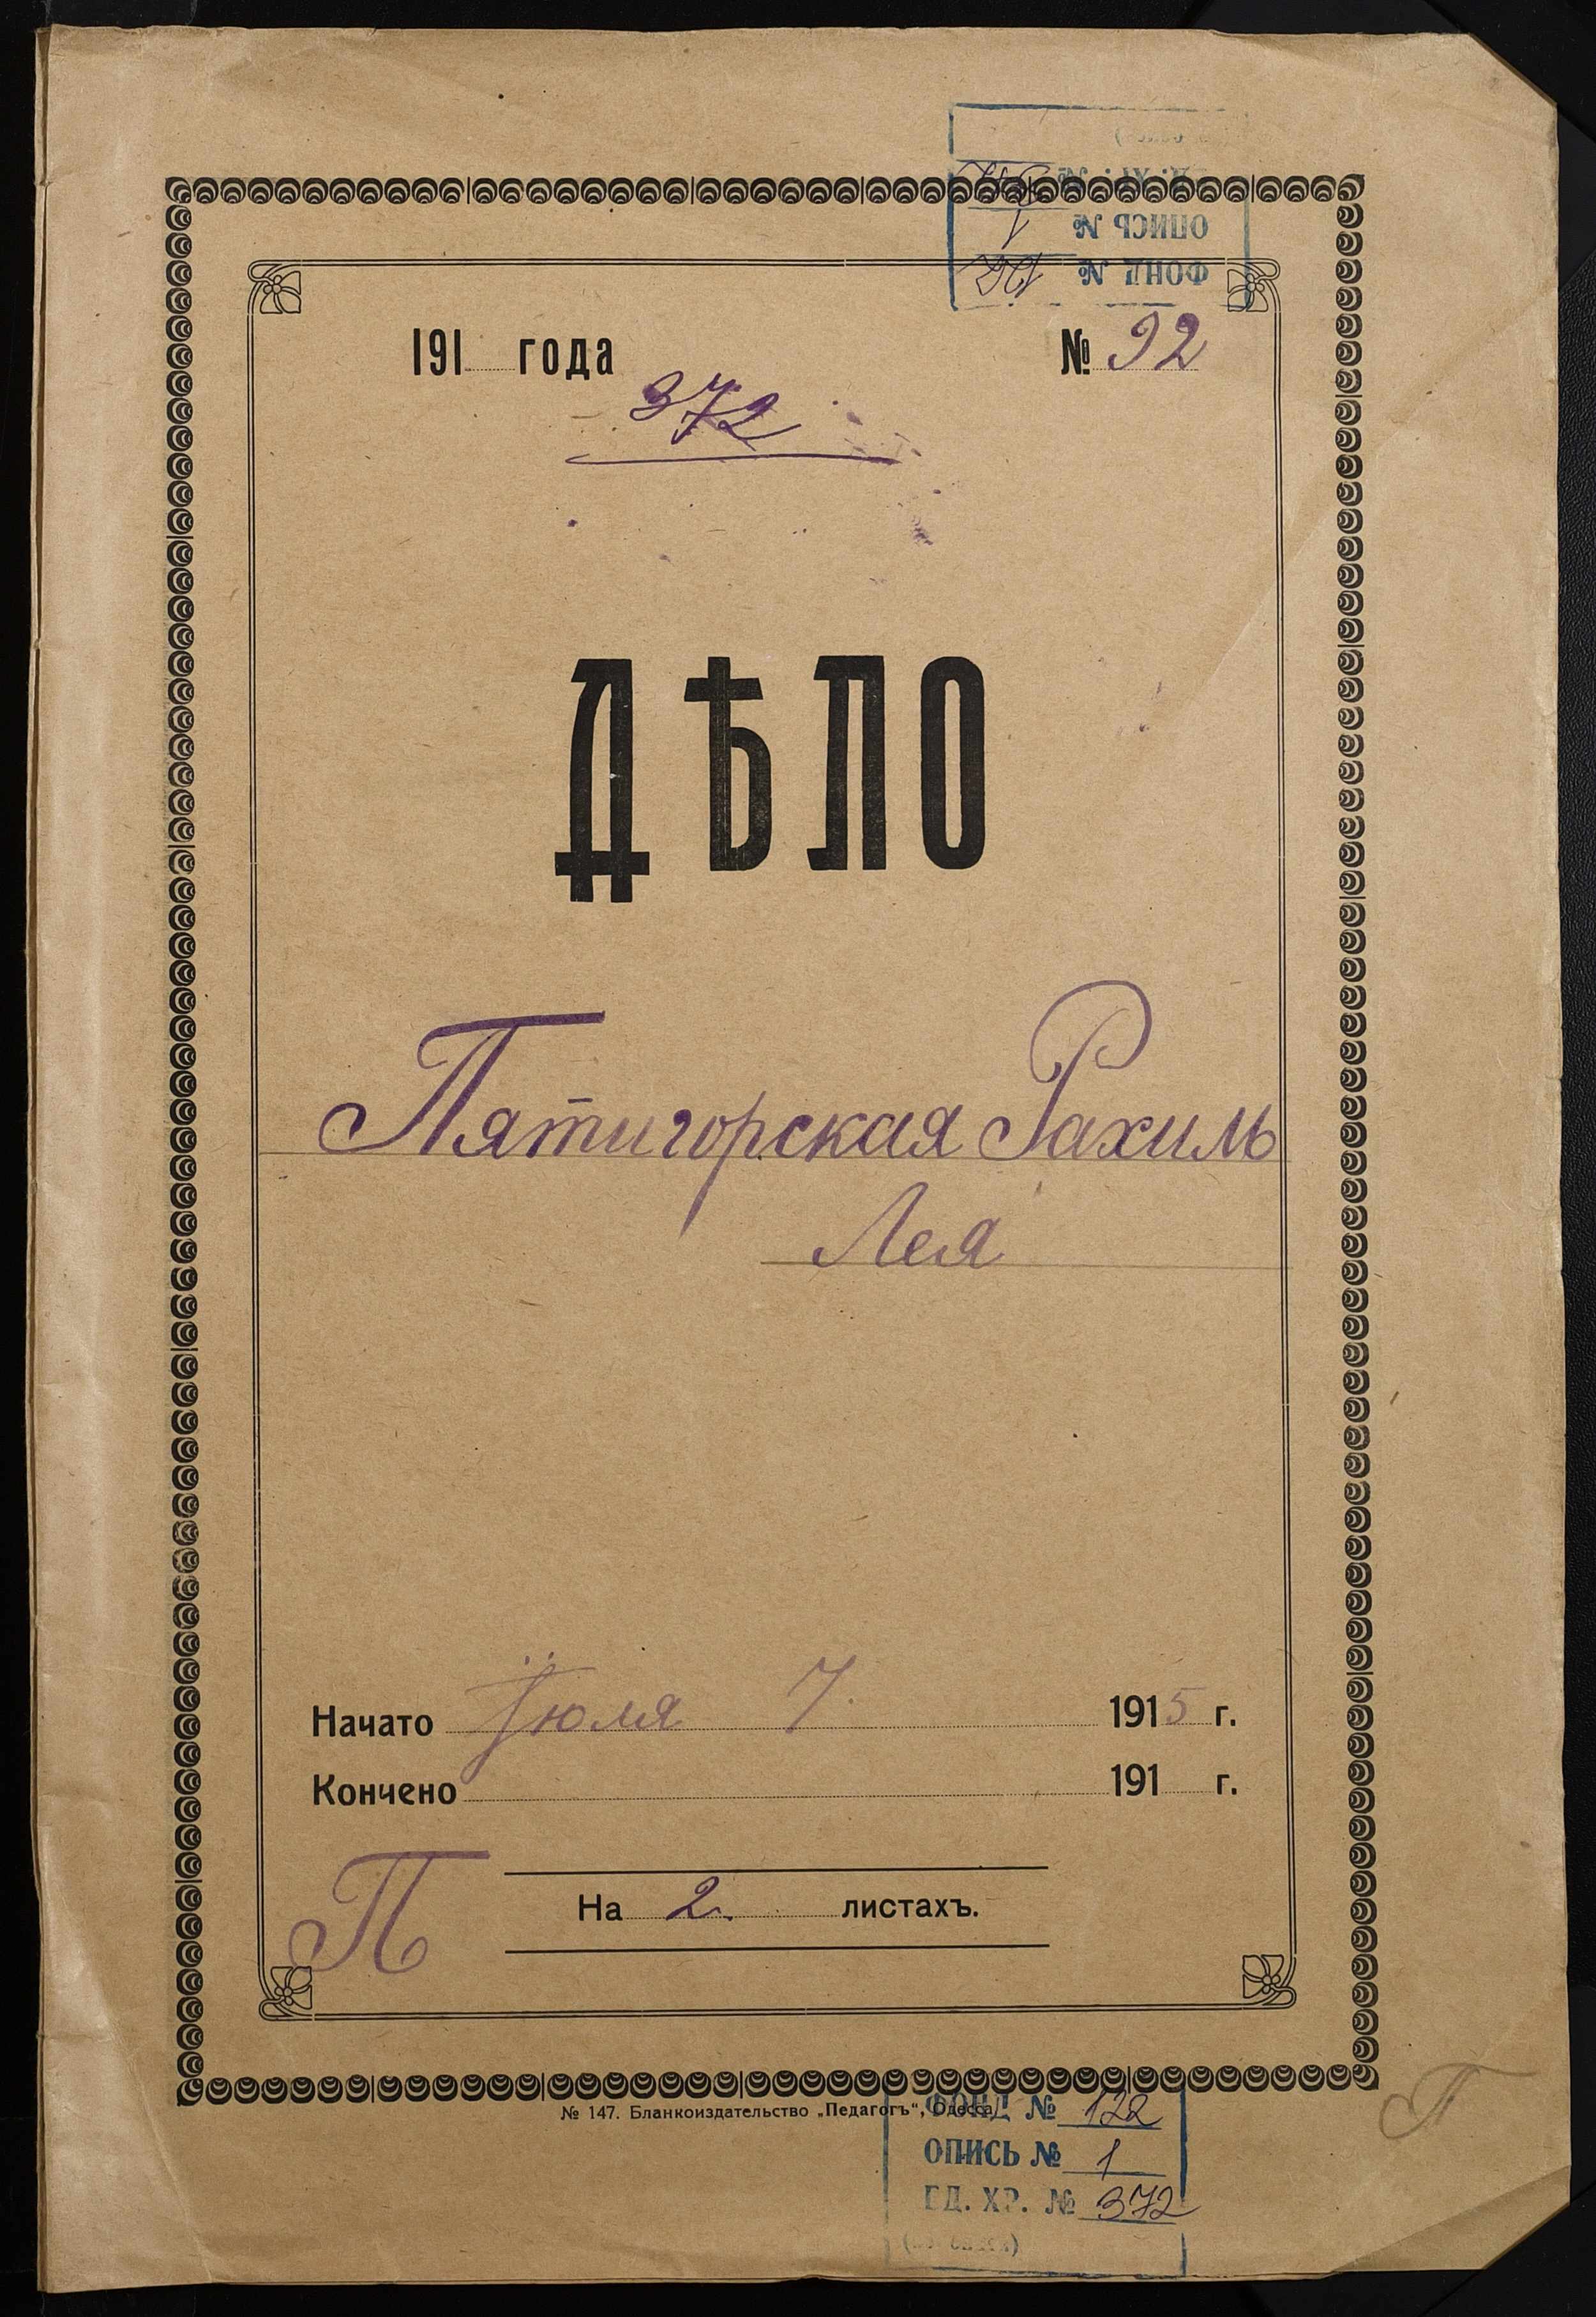 191 года № 92
372
ДѢЛО
Пятигорская Рахиль
Лея
Начато Іюля 7. 1915 г.
Кончено 191 г.
П
На 2. листахъ.
№ 147. Бланкоиздательство „Педагогъ“, Одесса.
П
ФОНД № 122
ОПИСЬ № 1
ЕД. ХР. № 372
ОПИСЬ № 1
ФОНД №